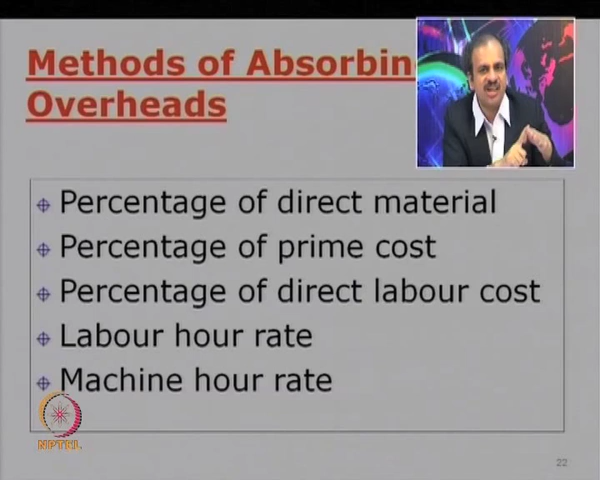 Methods of Absorbin
Overheads
Percentage of direct material
Percentage of prime cost
Percentage of direct labour cost
Labour hour rate
Machine hour rate
NPTEL
22